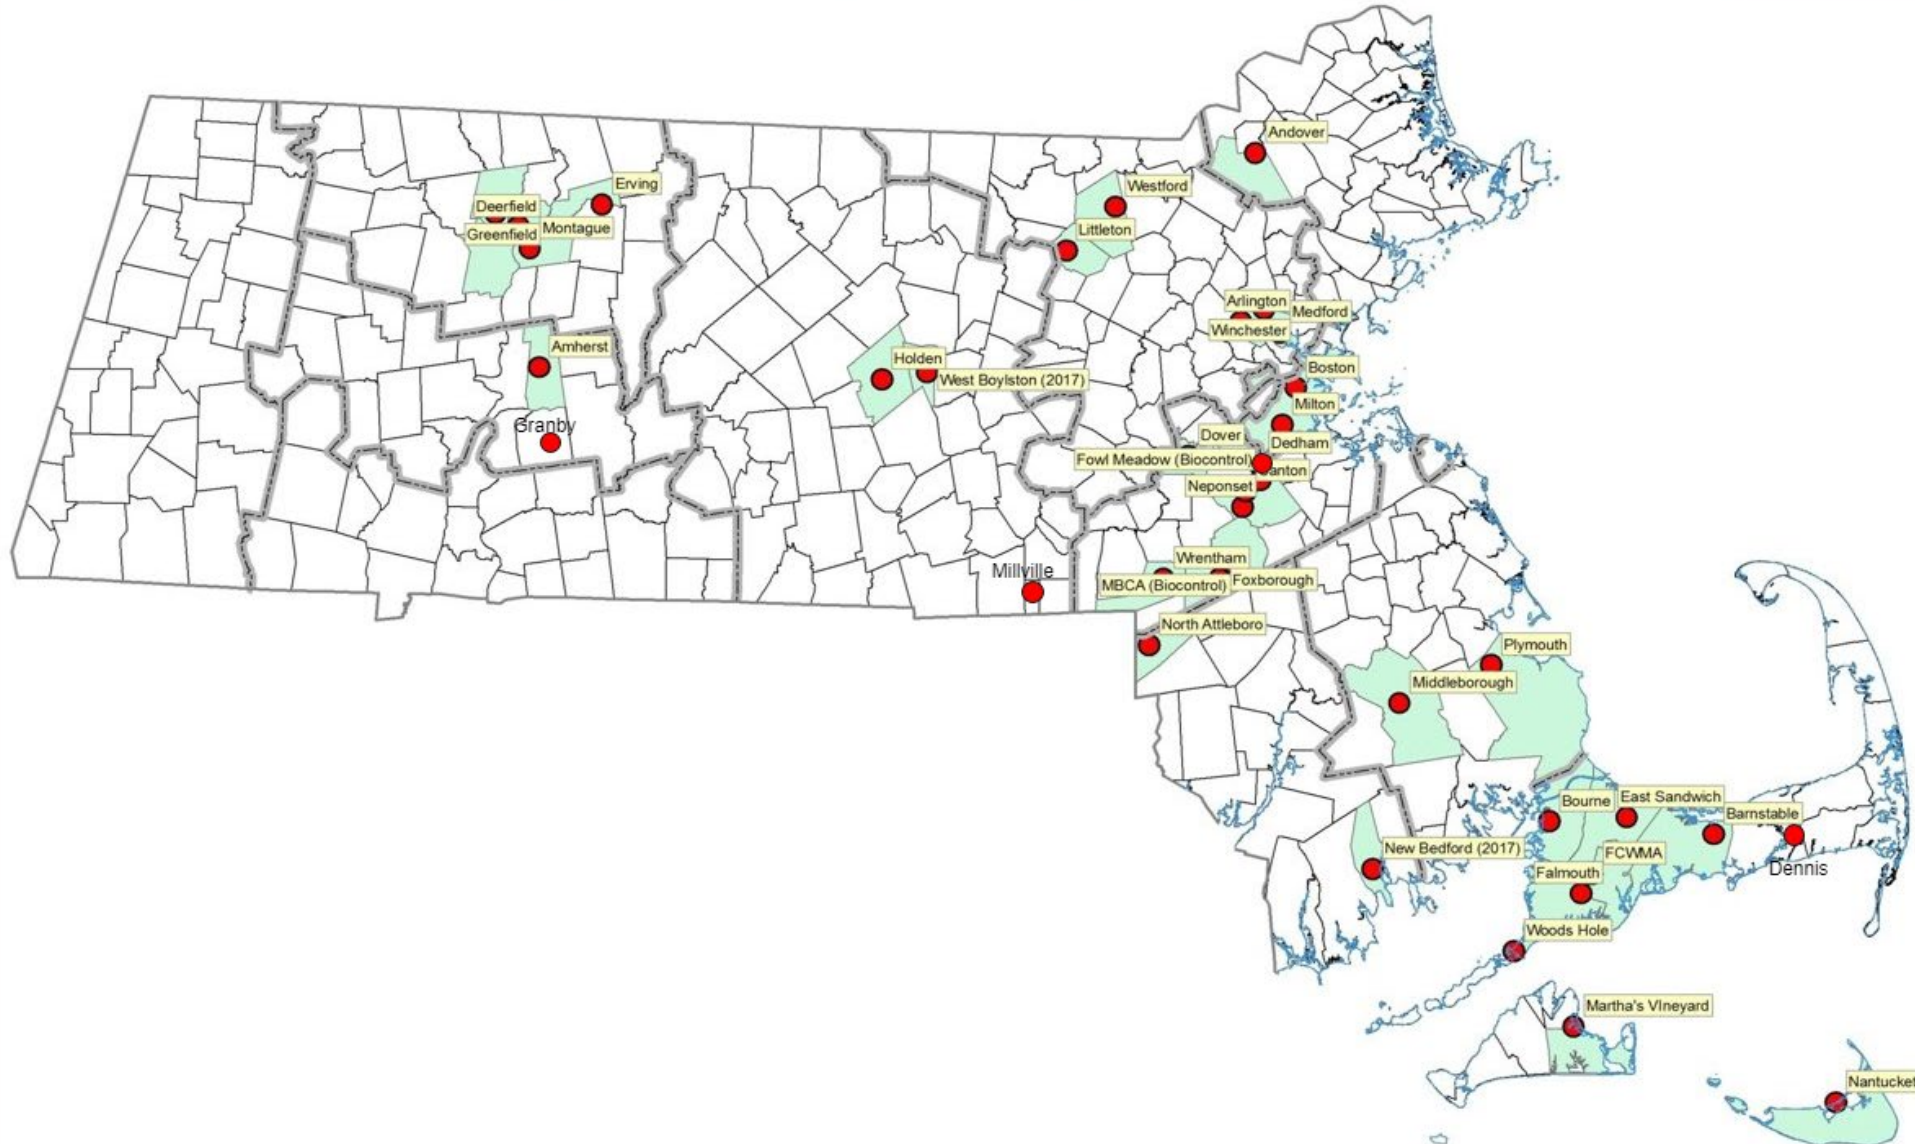 Andover
Erving
Westford
Deerfield
Montague
Greenfield
Littleton
Arlington
Medford
Winchester
Amherst
Holden
Boston
West Boylston (2017)
Milton
Granby
Dover
Dedham
Fowl Meadow (Biocontrol)
anton
Neponset
Wrentham
Millville
Foxborough
MBCA (Biocontrol)
North Attleboro
Plymouth
Middleborough
Bourne
East Sandwich
Barnstable
New Bedford (2017)
FCWMA
Dennis
Falmouth
Woods Hole
Martha's VIneyard
Nantucket